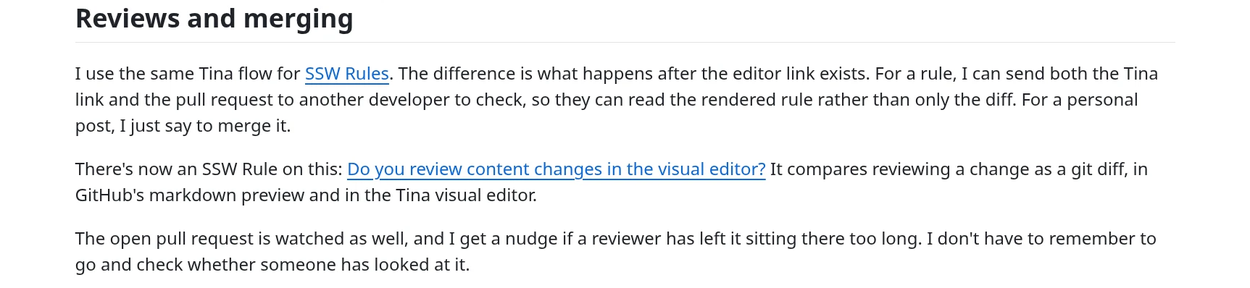 Reviews and merging
I use the same Tina flow for SSW Rules. The difference is what happens after the editor link exists. For a rule, I can send both the Tina
link and the pull request to another developer to check, so they can read the rendered rule rather than only the diff. For a personal
post, I just say to merge it.
There's now an SSW Rule on this: Do you review content changes in the visual editor? It compares reviewing a change as a git diff, in
GitHub's markdown preview and in the Tina visual editor.
The open pull request is watched as well, and I get a nudge if a reviewer has left it sitting there too long. I don't have to remember to
go and check whether someone has looked at it.